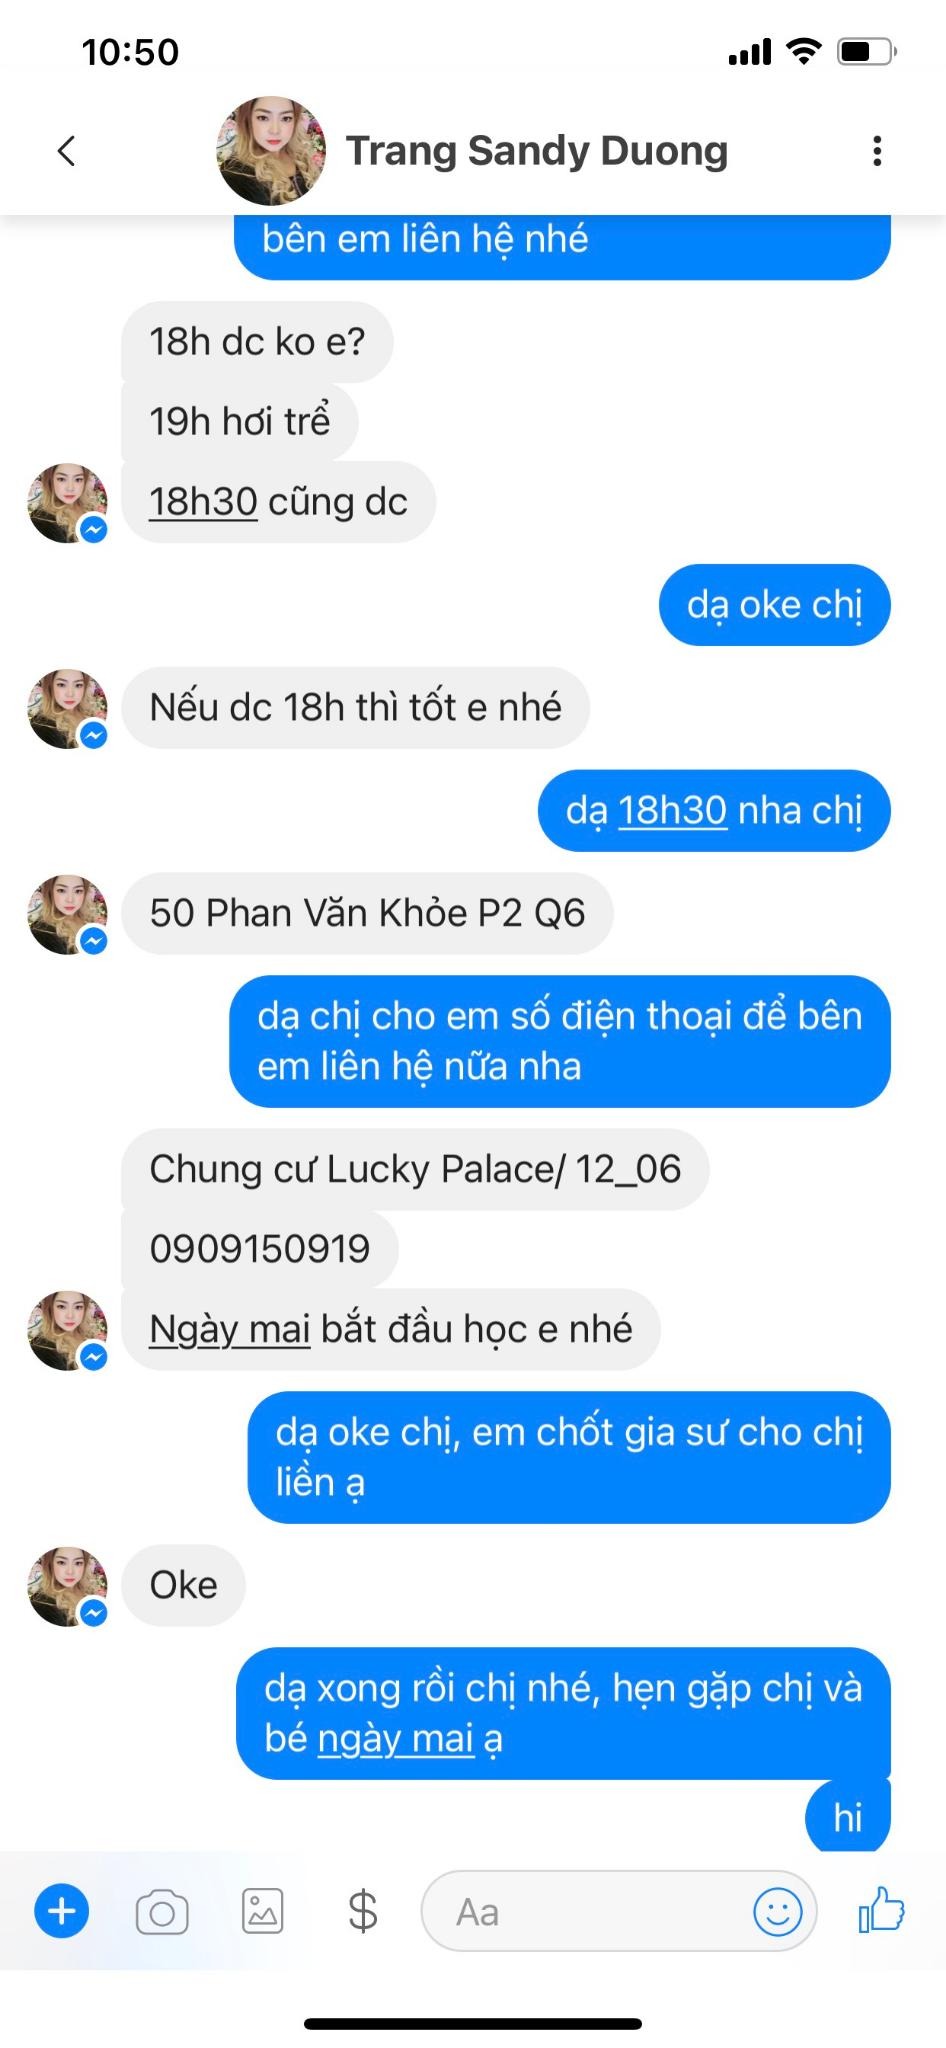 10:50
Trang Sandy Duong
bên em liên hệ nhé
18h dc ko e?
19h hơi trể
18h30 cũng dc
dạ oke chị
Nếu dc 18h thì tốt e nhé
dạ 18h30 nha chị
50 Phan Văn Khỏe P2 Q6
dạ chị cho em số điện thoại để bên
em liên hệ nữa nha
Chung cư Lucky Palace/ 12_06
0909150919
Ngày mai bắt đầu học e nhé
dạ oke chị, em chốt gia sư cho chị
liền ạ
Oke
dạ xong rồi chị nhé, hẹn gặp chị và
bé ngày mai ạ
hi
Aa